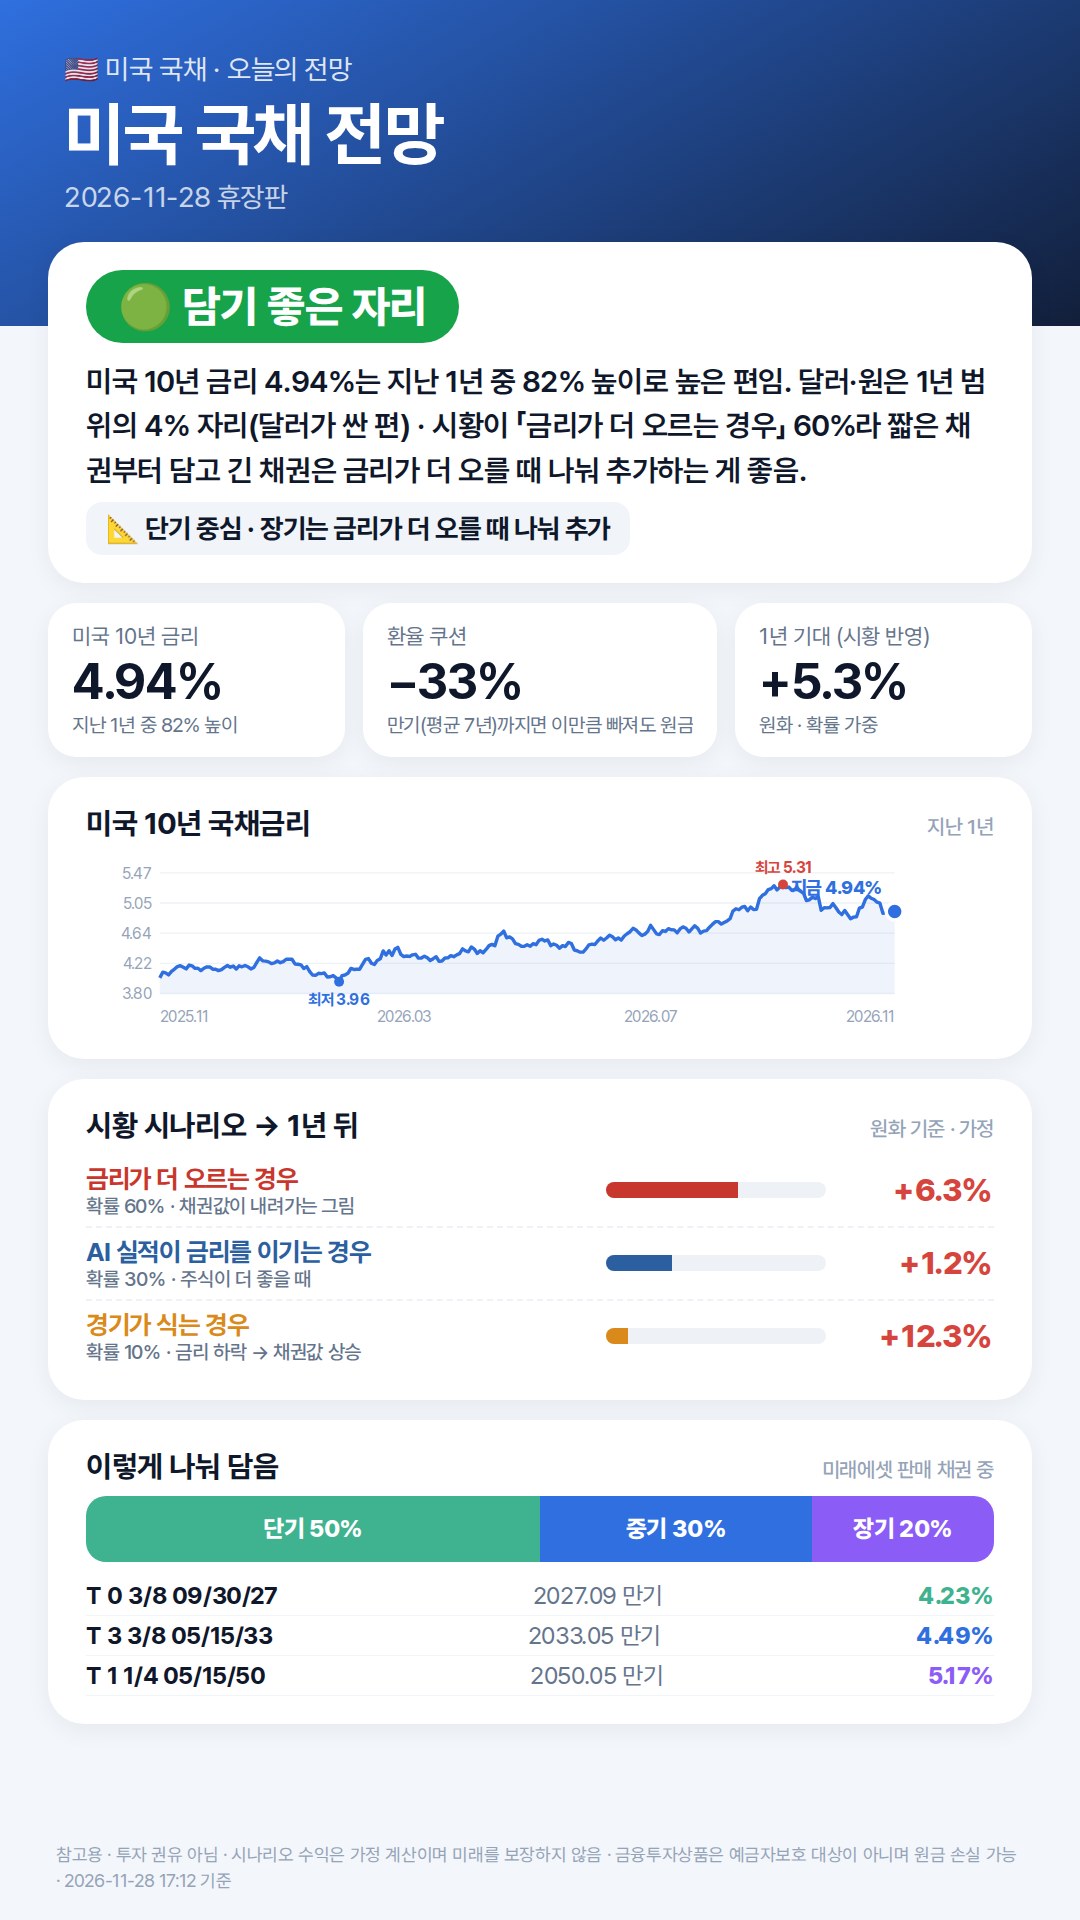 🇺🇸 미국 국채 · 오늘의 전망
미국 국채 전망
2026-11-28 휴장판
🟢 담기 좋은 자리
미국 10년 금리 4.94%는 지난 1년 중 82% 높이로 높은 편임. 달러·원은 1년 범
위의 4% 자리(달러가 싼 편) · 시황이 「금리가 더 오르는 경우」 60%라 짧은 채
권부터 담고 긴 채권은 금리가 더 오를 때 나눠 추가하는 게 좋음.
📐 단기 중심 · 장기는 금리가 더 오를 때 나눠 추가
미국 10년 금리
4.94%
지난 1년 중 82% 높이
환율 쿠션
−33%
만기(평균 7년)까지면 이만큼 빠져도 원금
1년 기대 (시황 반영)
+5.3%
원화 · 확률 가중
미국 10년 국채금리
지난 1년
최고 5.31
지금 4.94%
5.47
5.05
4.64
4.22
3.80
최저 3.96
2025.11
2026.03
2026.07
2026.11
시황 시나리오 → 1년 뒤
원화 기준 · 가정
금리가 더 오르는 경우
확률 60% · 채권값이 내려가는 그림
+6.3%
AI 실적이 금리를 이기는 경우
확률 30% · 주식이 더 좋을 때
+1.2%
경기가 식는 경우
확률 10% · 금리 하락 → 채권값 상승
+12.3%
이렇게 나눠 담음
미래에셋 판매 채권 중
단기 50%
중기 30%
장기 20%
T 0 3/8 09/30/27
2027.09 만기
4.23%
T 3 3/8 05/15/33
2033.05 만기
4.49%
T 1 1/4 05/15/50
2050.05 만기
5.17%
참고용 · 투자 권유 아님 · 시나리오 수익은 가정 계산이며 미래를 보장하지 않음 · 금융투자상품은 예금자보호 대상이 아니며 원금 손실 가능
· 2026-11-28 17:12 기준